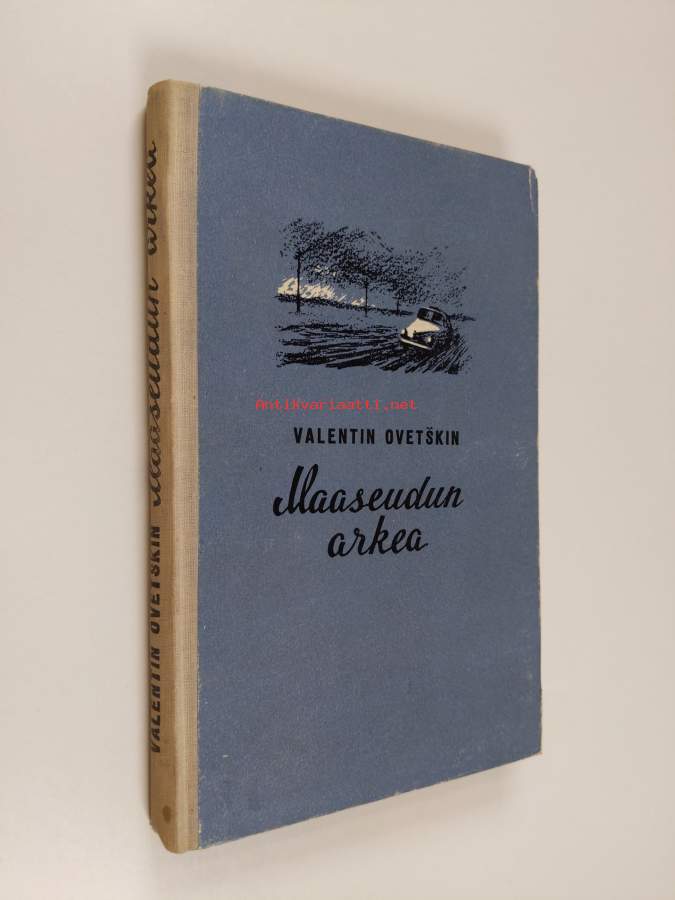 VALENTIN OVETŠKIN Maaseudun arkea
Antikvariaatti.net
VALENTIN OVETŠKIN
Maaseudun
arkea